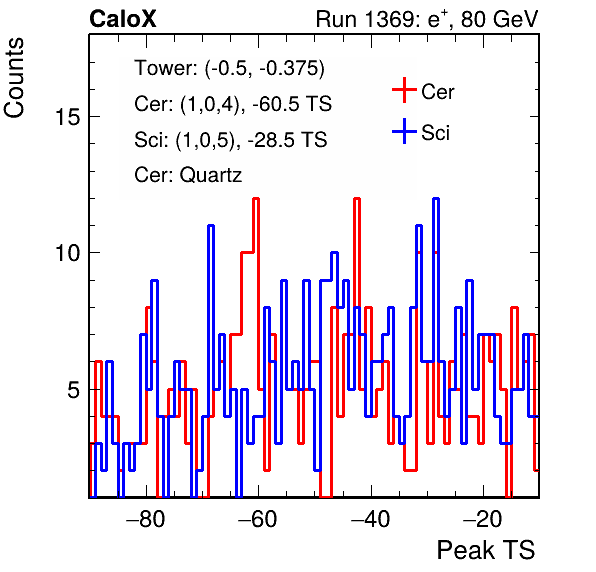 CaloX Run 1369: e+, 80 GeV
Counts
Tower: (-0.5, -0.375)
Cer: (1,0,4), -60.5 TS
Sci: (1,0,5), -28.5 TS
Cer: Quartz
Cer
Sci
15
10
5
−80 −60 −40 −20
Peak TS